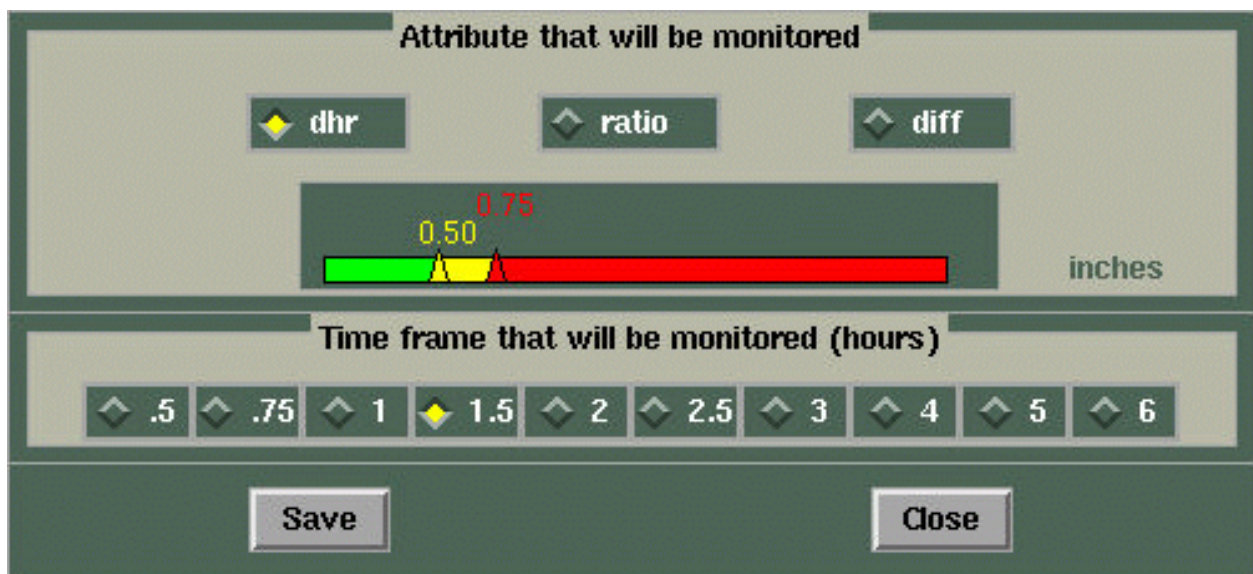 Attribute that will be monitored
dhr ratio diff
0.75
0.50
inches
Time frame that will be monitored (hours)
.5 .75 1 1.5 2 2.5 3 4 5 6
Save Close